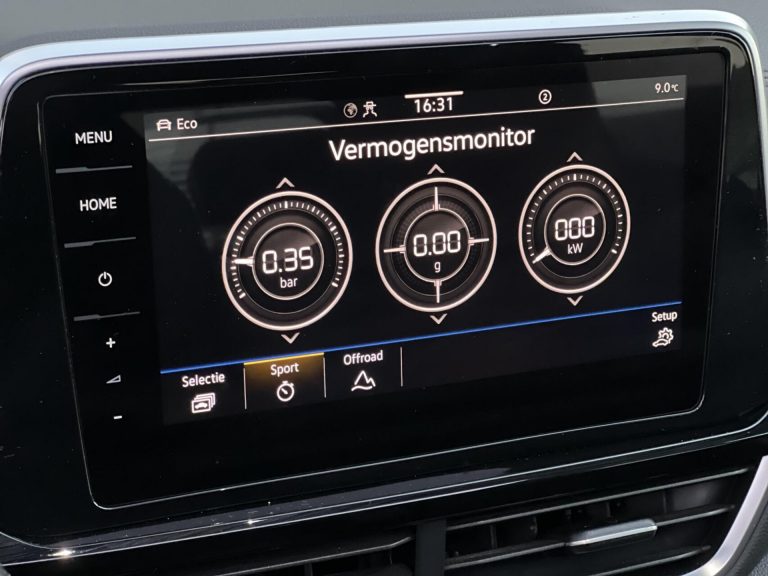 MENU
HOME
Eco
16:31
2
9.0°C
Vermogensmonitor
0.35
bar
0.00
g
000
kW
Selectie
Sport
Offroad
Setup
+
-